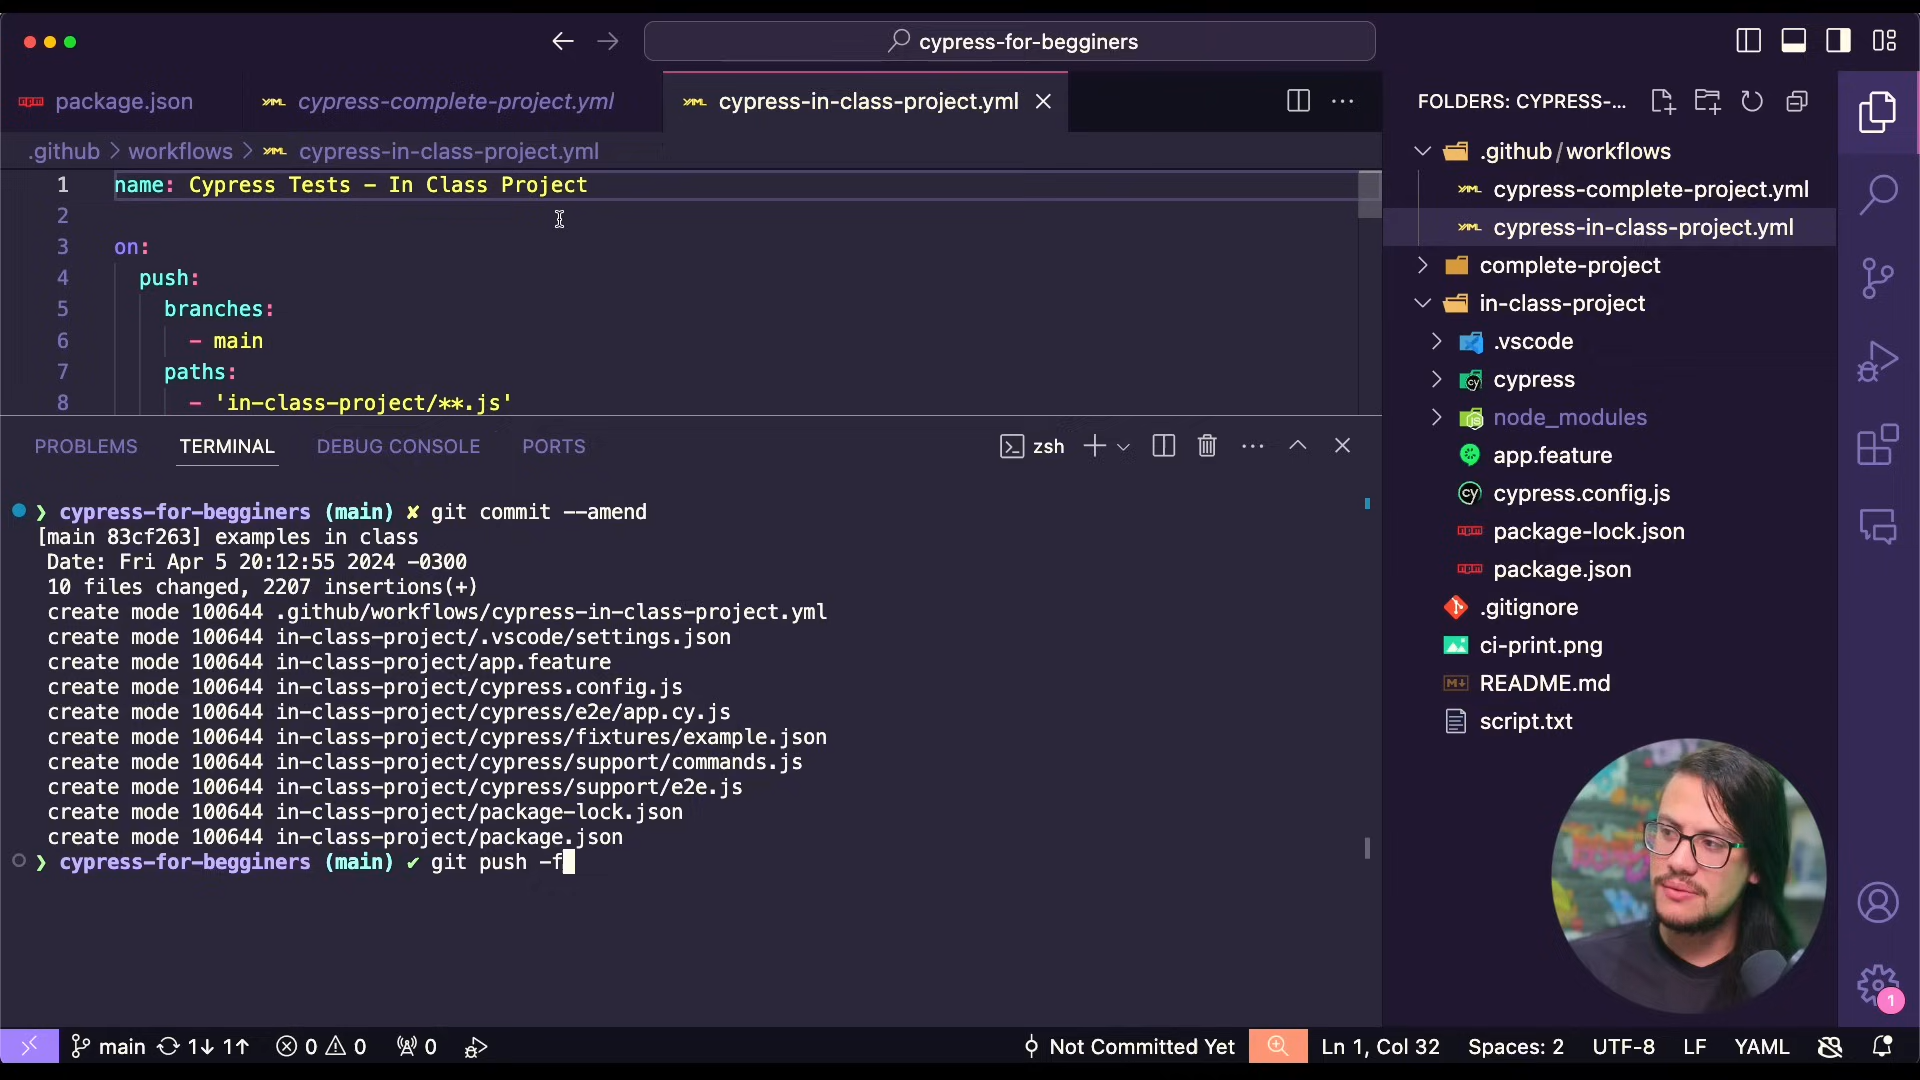 cypress-for-begginers
package.json
cypress-complete-project.yml
cypress-in-class-project.yml
.github > workflows > cypress-in-class-project.yml
1 name: Cypress Tests - In Class Project
2
3 on:
4 push:
5 branches:
6 - main
7 paths:
8 - 'in-class-project/**.js'
PROBLEMS TERMINAL DEBUG CONSOLE PORTS
zsh
❯ cypress-for-begginers (main) ✘ git commit --amend
[main 83cf263] examples in class
Date: Fri Apr 5 20:12:55 2024 -0300
10 files changed, 2207 insertions(+)
create mode 100644 .github/workflows/cypress-in-class-project.yml
create mode 100644 in-class-project/.vscode/settings.json
create mode 100644 in-class-project/app.feature
create mode 100644 in-class-project/cypress.config.js
create mode 100644 in-class-project/cypress/e2e/app.cy.js
create mode 100644 in-class-project/cypress/fixtures/example.json
create mode 100644 in-class-project/cypress/support/commands.js
create mode 100644 in-class-project/cypress/support/e2e.js
create mode 100644 in-class-project/package-lock.json
create mode 100644 in-class-project/package.json
❯ cypress-for-begginers (main) ✔ git push -f
FOLDERS: CYPRESS-...
.github/workflows
cypress-complete-project.yml
cypress-in-class-project.yml
complete-project
in-class-project
.vscode
cypress
node_modules
app.feature
cypress.config.js
package-lock.json
package.json
.gitignore
ci-print.png
README.md
script.txt
1
main 1↓ 1↑ 0 0 0
Not Committed Yet
Ln 1, Col 32
Spaces: 2
UTF-8
LF
YAML